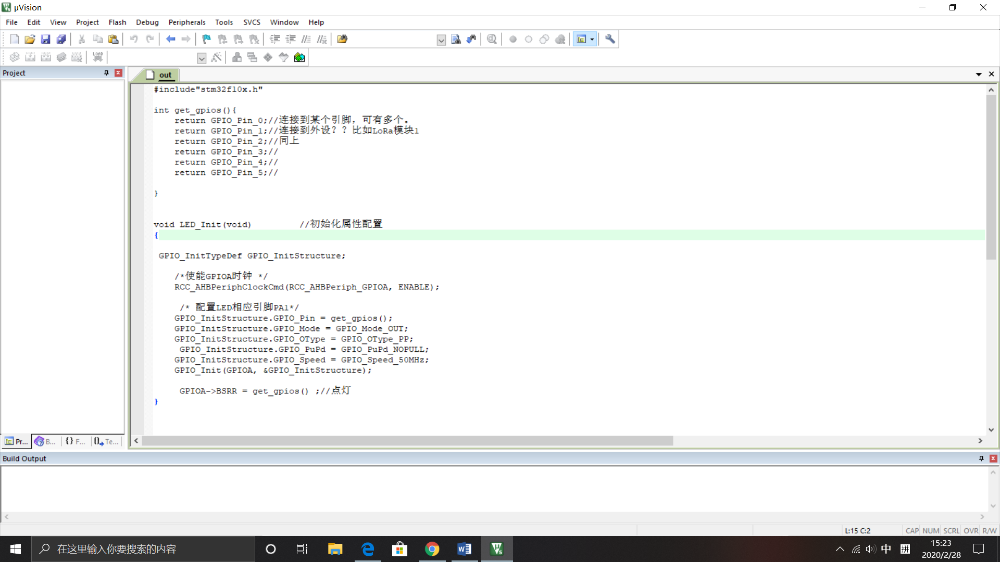 µVision
File Edit View Project Flash Debug Peripherals Tools SVCS Window Help
LOAD
Project
out
#include"stm32f10x.h"
int get_gpios(){
return GPIO_Pin_0;//连接到某个引脚，可有多个。
return GPIO_Pin_1;//连接到外设？？比如LoRa模块1
return GPIO_Pin_2;//同上
return GPIO_Pin_3;//
return GPIO_Pin_4;//
return GPIO_Pin_5;//
}
void LED_Init(void) //初始化属性配置
{
GPIO_InitTypeDef GPIO_InitStructure;
/*使能GPIOA时钟 */
RCC_AHBPeriphClockCmd(RCC_AHBPeriph_GPIOA, ENABLE);
/* 配置LED相应引脚PA1*/
GPIO_InitStructure.GPIO_Pin = get_gpios();
GPIO_InitStructure.GPIO_Mode = GPIO_Mode_OUT;
GPIO_InitStructure.GPIO_OType = GPIO_OType_PP;
GPIO_InitStructure.GPIO_PuPd = GPIO_PuPd_NOPULL;
GPIO_InitStructure.GPIO_Speed = GPIO_Speed_50MHz;
GPIO_Init(GPIOA, &GPIO_InitStructure);
GPIOA->BSRR = get_gpios() ;//点灯
}
Pr... B... {} F... Te...
Build Output
L:15 C:2 CAP NUM SCRL OVR R/W
在这里输入你要搜索的内容
中 拼
15:23
2020/2/28